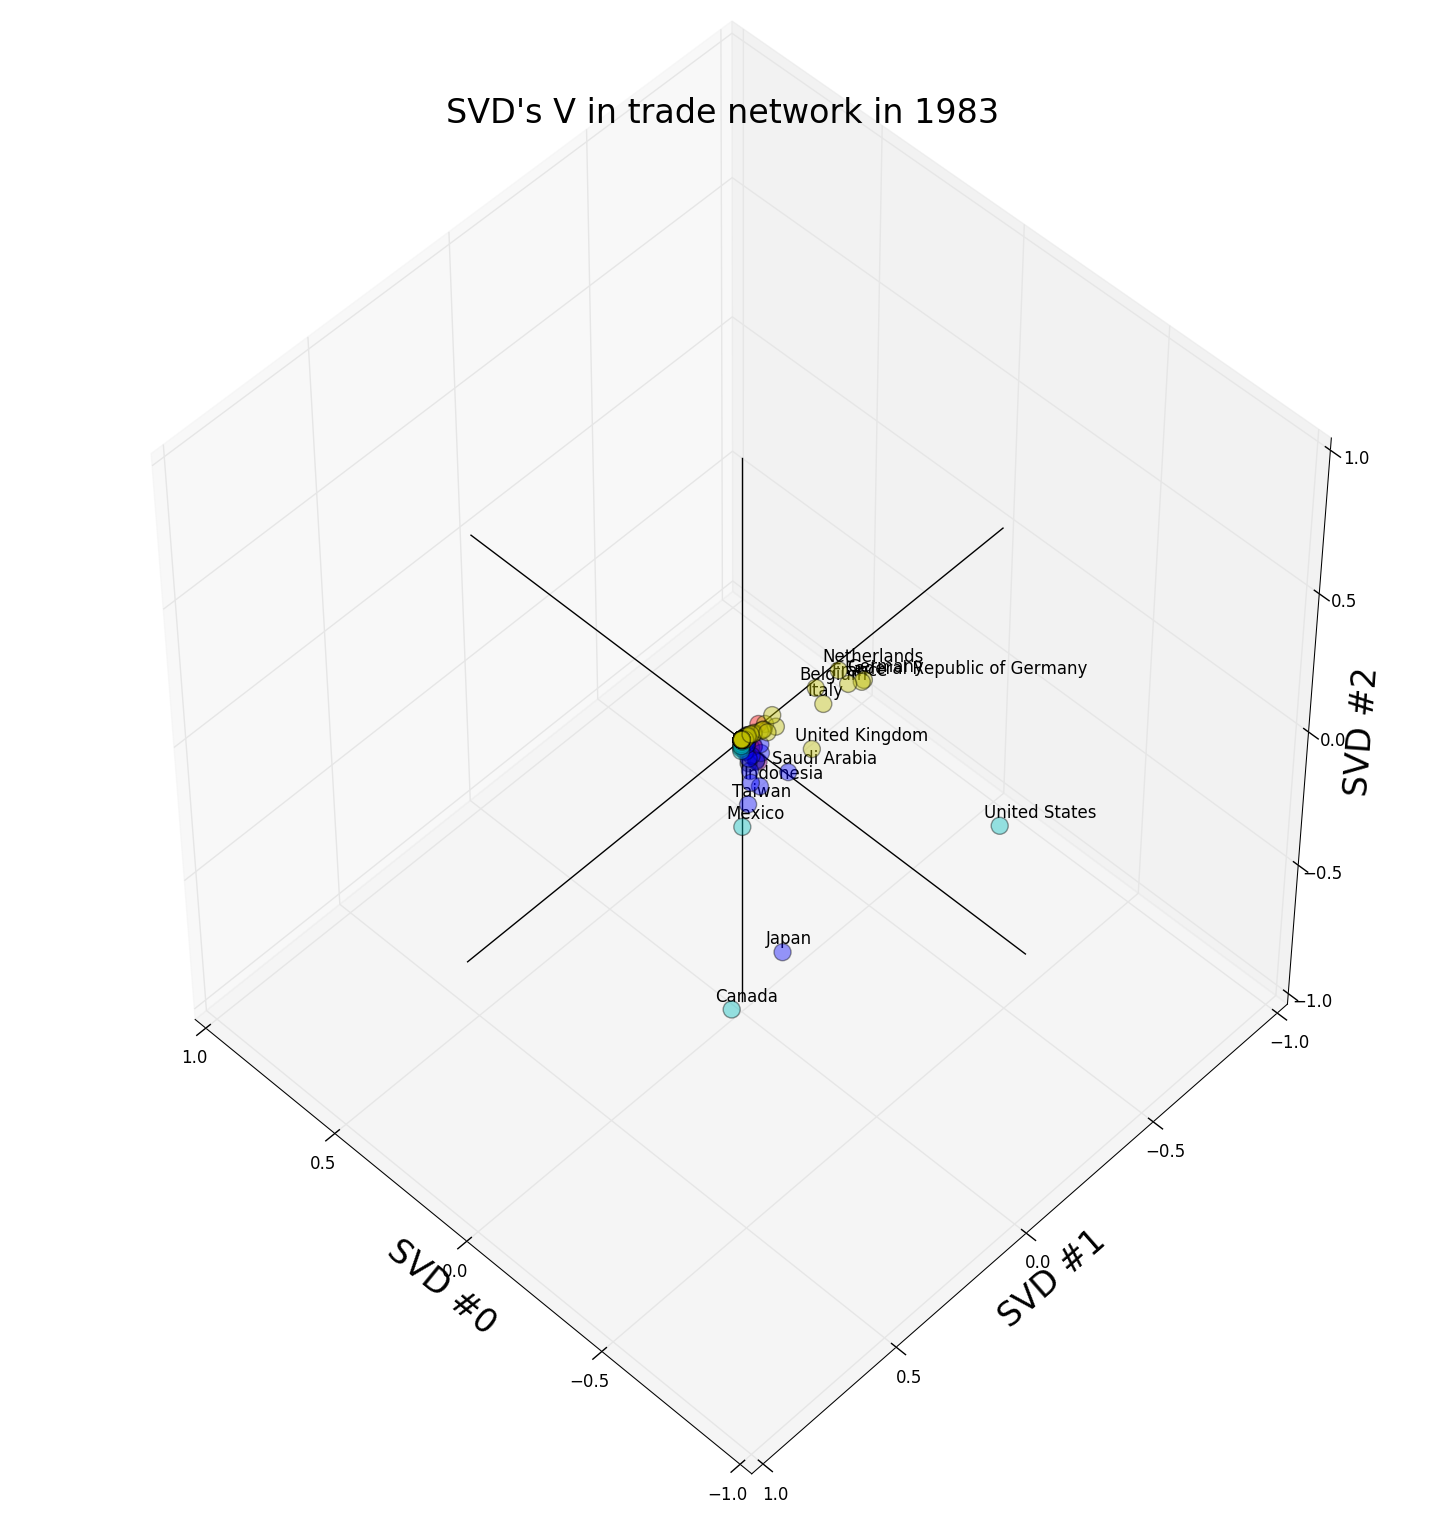 SVD's V in trade network in 1983
1.0
0.5
0.0
−0.5
−1.0
SVD #2
Netherlands
Germany
Federal Republic of Germany
Belgium
France
Italy
United Kingdom
Saudi Arabia
Indonesia
Taiwan
Mexico
United States
Japan
Canada
1.0
0.5
0.0
−0.5
−1.0
SVD #0
−1.0
−0.5
0.0
0.5
1.0
SVD #1